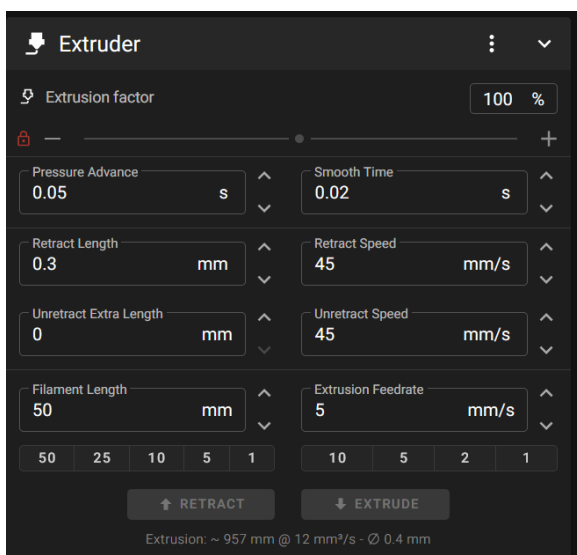 Extruder
Extrusion factor
100 %
Pressure Advance
0.05 s
Smooth Time
0.02 s
Retract Length
0.3 mm
Retract Speed
45 mm/s
Unretract Extra Length
0 mm
Unretract Speed
45 mm/s
Filament Length
50 mm
Extrusion Feedrate
5 mm/s
50 25 10 5 1
10 5 2 1
RETRACT
EXTRUDE
Extrusion: ~ 957 mm @ 12 mm³/s - ∅ 0.4 mm